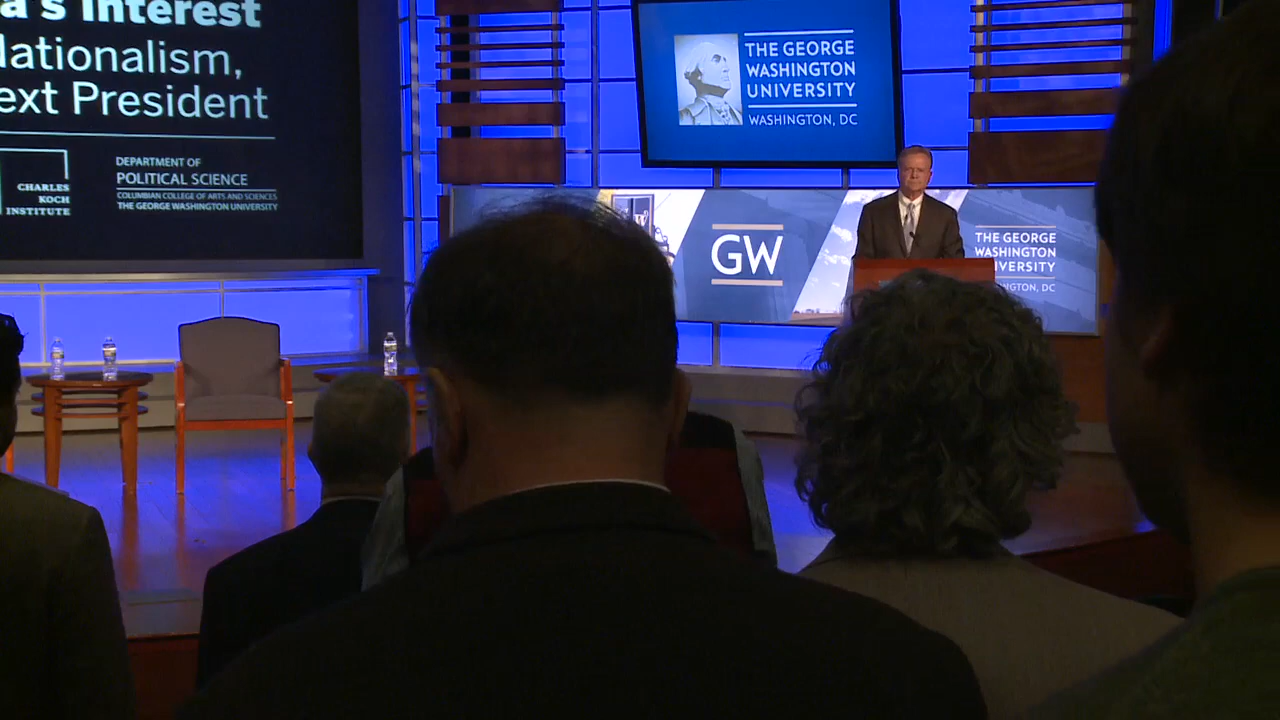 a's Interest
Nationalism,
ext President
CHARLES
KOCH
INSTITUTE
DEPARTMENT OF
POLITICAL SCIENCE
COLUMBIAN COLLEGE OF ARTS AND SCIENCES
THE GEORGE WASHINGTON UNIVERSITY
THE GEORGE
WASHINGTON
UNIVERSITY
WASHINGTON, DC
GW
THE GEORGE
WASHINGTON
IVERSITY
NGTON, DC